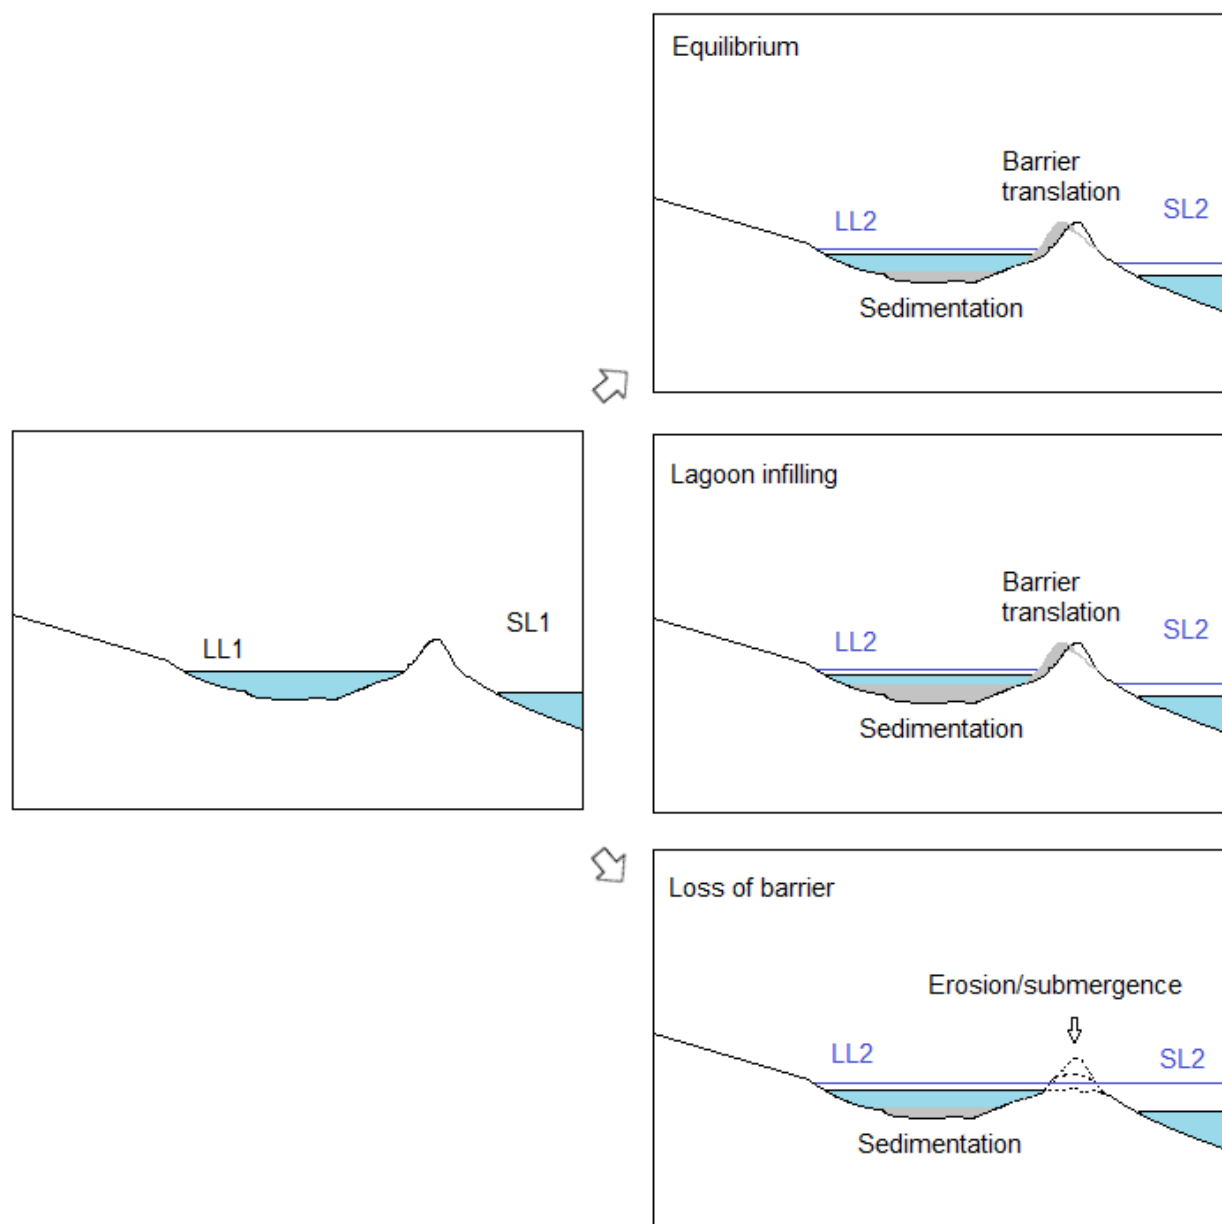 Equilibrium
Barrier
translation
LL2
SL2
Sedimentation
LL1
SL1
Lagoon infilling
Barrier
translation
LL2
SL2
Sedimentation
Loss of barrier
Erosion/submergence
LL2
SL2
Sedimentation